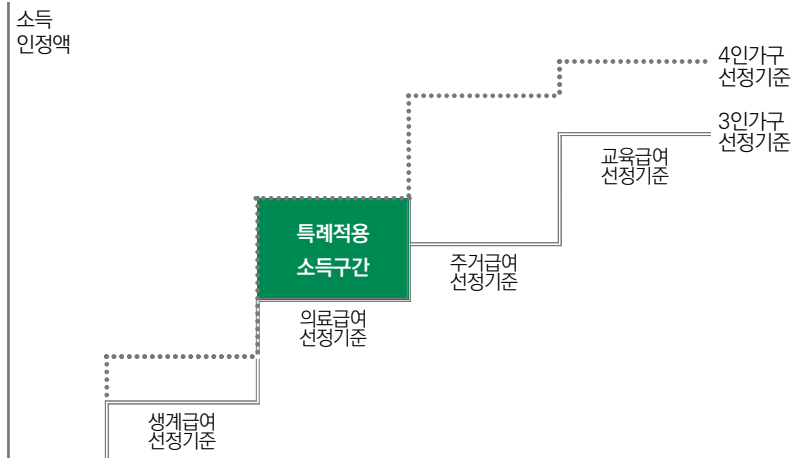 소득
인정액
4인가구
선정기준
3인가구
선정기준
교육급여
선정기준
특례적용
소득구간
주거급여
선정기준
의료급여
선정기준
생계급여
선정기준